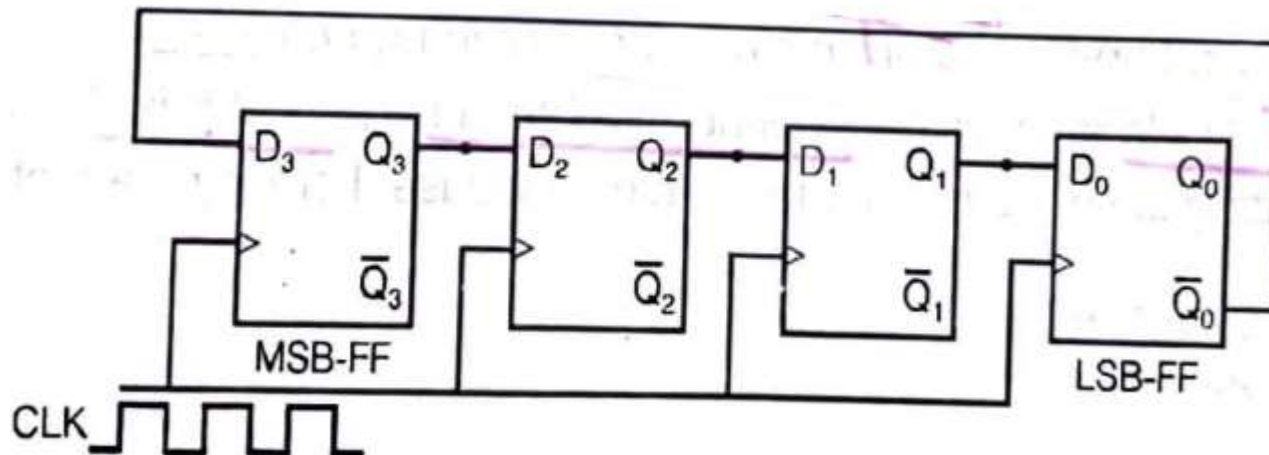 D₃ Q₃ D₂ Q₂ D₁ Q₁ D₀ Q₀
Q̅₃ Q̅₂ Q̅₁ Q̅₀
MSB-FF LSB-FF
CLK